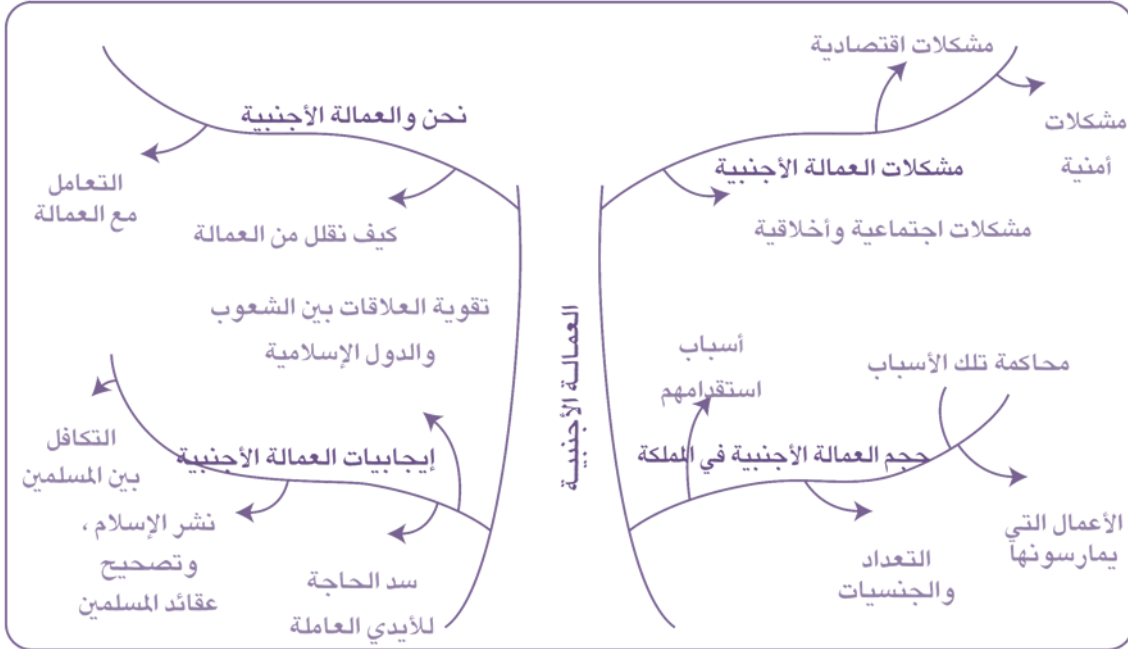 مشكلات اقتصادية
مشكلات
أمنية
مشكلات العمالة الأجنبية
مشكلات اجتماعية وأخلاقية
نحن والعمالة الأجنبية
التعامل
مع العمالة
كيف نقلل من العمالة
العمالة الأجنبية
أسباب
استقدامهم
محاكمة تلك الأسباب
حجم العمالة الأجنبية في المملكة
الأعمال التي
يمارسونها
التعداد
والجنسيات
تقوية العلاقات بين الشعوب
والدول الإسلامية
إيجابيات العمالة الأجنبية
التكافل
بين المسلمين
نشر الإسلام ،
وتصحيح
عقائد المسلمين
سد الحاجة
للأيدي العاملة